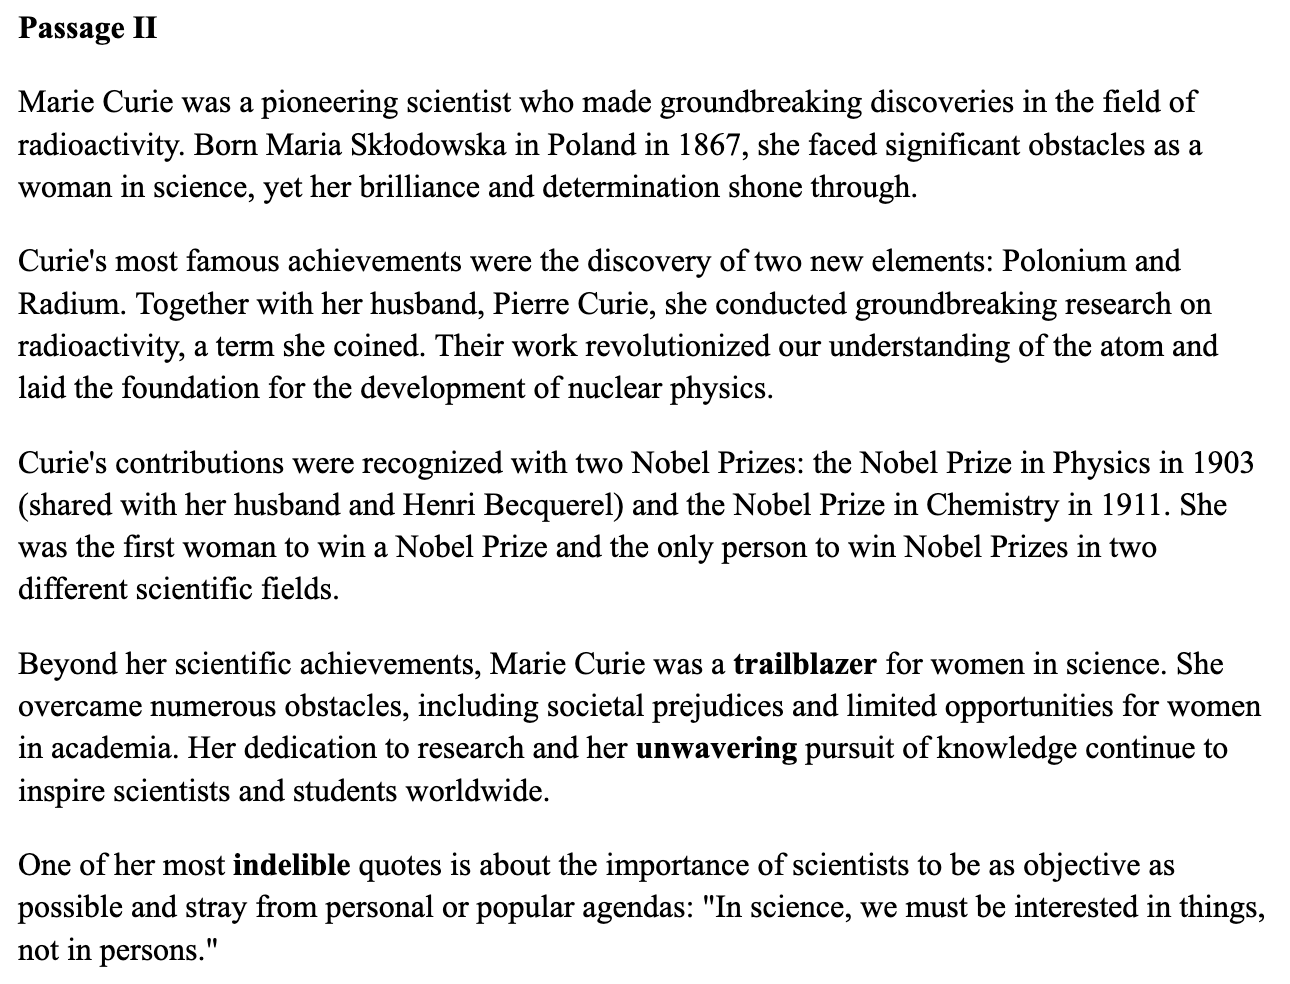 Passage II
Marie Curie was a pioneering scientist who made groundbreaking discoveries in the field of
radioactivity. Born Maria Skłodowska in Poland in 1867, she faced significant obstacles as a
woman in science, yet her brilliance and determination shone through.
Curie's most famous achievements were the discovery of two new elements: Polonium and
Radium. Together with her husband, Pierre Curie, she conducted groundbreaking research on
radioactivity, a term she coined. Their work revolutionized our understanding of the atom and
laid the foundation for the development of nuclear physics.
Curie's contributions were recognized with two Nobel Prizes: the Nobel Prize in Physics in 1903
(shared with her husband and Henri Becquerel) and the Nobel Prize in Chemistry in 1911. She
was the first woman to win a Nobel Prize and the only person to win Nobel Prizes in two
different scientific fields.
Beyond her scientific achievements, Marie Curie was a trailblazer for women in science. She
overcame numerous obstacles, including societal prejudices and limited opportunities for women
in academia. Her dedication to research and her unwavering pursuit of knowledge continue to
inspire scientists and students worldwide.
One of her most indelible quotes is about the importance of scientists to be as objective as
possible and stray from personal or popular agendas: "In science, we must be interested in things,
not in persons."